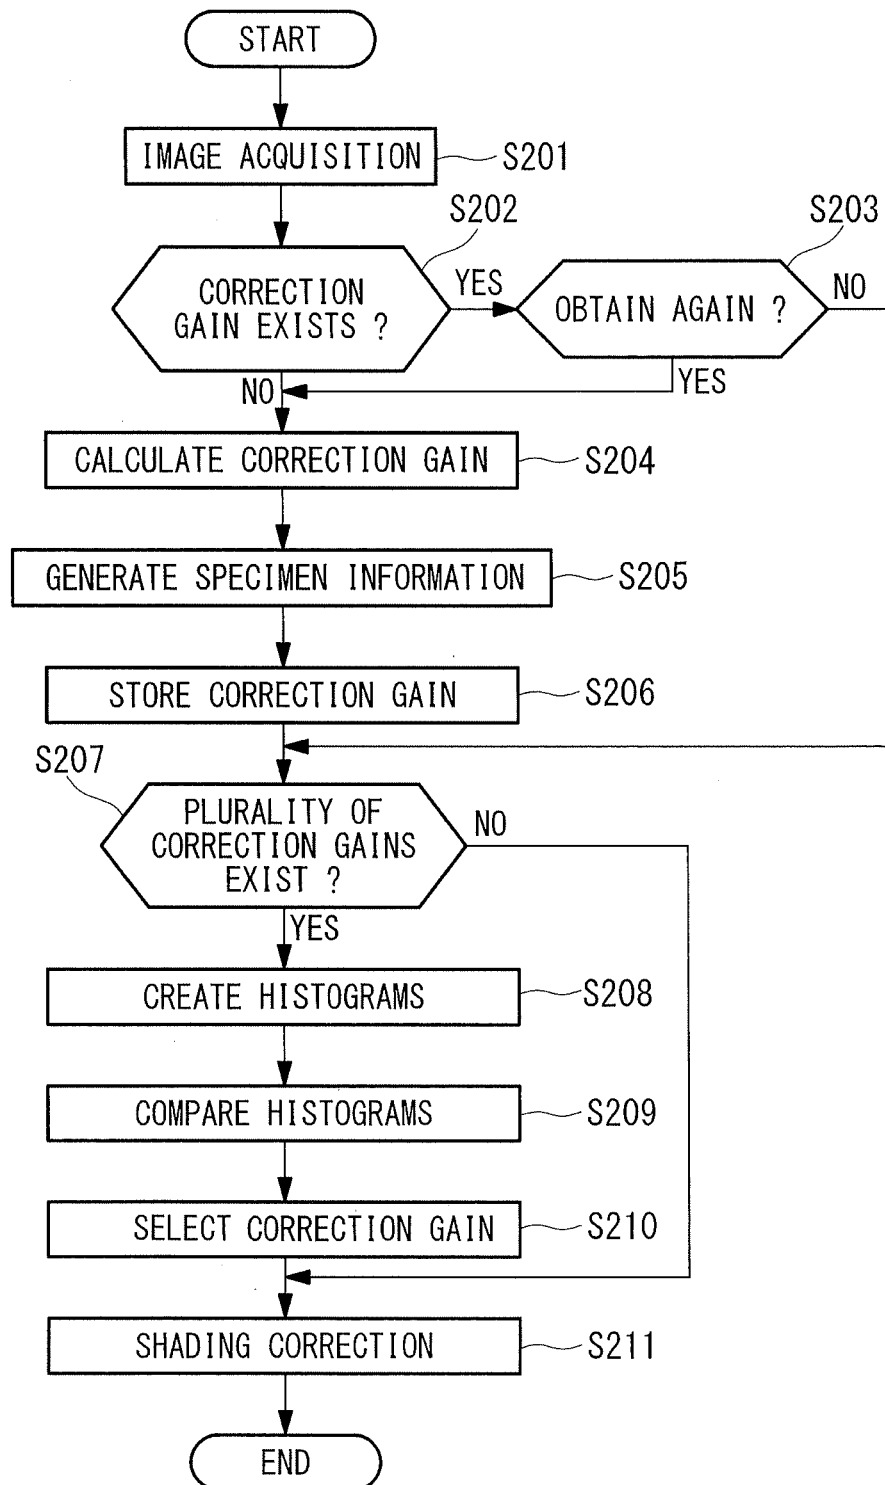 START
IMAGE ACQUISITION
S201
S202
S203
CORRECTION
GAIN EXISTS ?
YES
OBTAIN AGAIN ?
NO
NO
YES
CALCULATE CORRECTION GAIN
S204
GENERATE SPECIMEN INFORMATION
S205
STORE CORRECTION GAIN
S206
S207
PLURALITY OF
CORRECTION GAINS
EXIST ?
NO
YES
CREATE HISTOGRAMS
S208
COMPARE HISTOGRAMS
S209
SELECT CORRECTION GAIN
S210
SHADING CORRECTION
S211
END